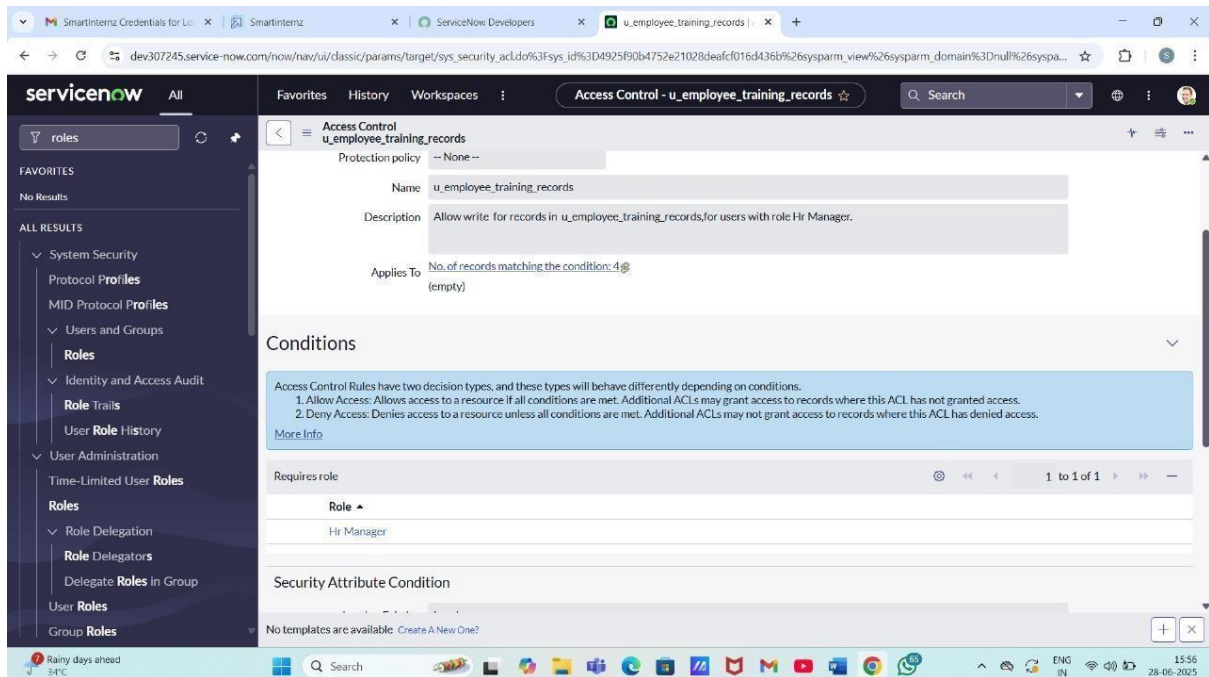 SmartInternz Credentials for Lo
Smartinternz
ServiceNow Developers
u_employee_training_records |
dev307245.service-now.com/now/nav/ui/classic/params/target/sys_security_acl.do%3Fsys_id%3D4925f90b4752e21028deafcf016d436b%26sysparm_view%26sysparm_domain%3Dnull%26syspa...
S
servicenow All Favorites History Workspaces Access Control - u_employee_training_records Search
roles
FAVORITES
No Results
ALL RESULTS
System Security
Protocol Profiles
MID Protocol Profiles
Users and Groups
Roles
Identity and Access Audit
Role Trails
User Role History
User Administration
Time-Limited User Roles
Roles
Role Delegation
Role Delegators
Delegate Roles in Group
User Roles
Group Roles
Access Control
u_employee_training_records
Protection policy -- None --
Name u_employee_training_records
Description Allow write for records in u_employee_training_records,for users with role Hr Manager.
Applies To No. of records matching the condition: 4
(empty)
Conditions
Access Control Rules have two decision types, and these types will behave differently depending on conditions.
1. Allow Access: Allows access to a resource if all conditions are met. Additional ACLs may grant access to records where this ACL has not granted access.
2. Deny Access: Denies access to a resource unless all conditions are met. Additional ACLs may not grant access to records where this ACL has denied access.
More Info
Requires role 1 to 1 of 1
Role
Hr Manager
Security Attribute Condition
No templates are available Create A New One?
7 Rainy days ahead
34°C
Search
65
ENG
IN
15:56
28-06-2025